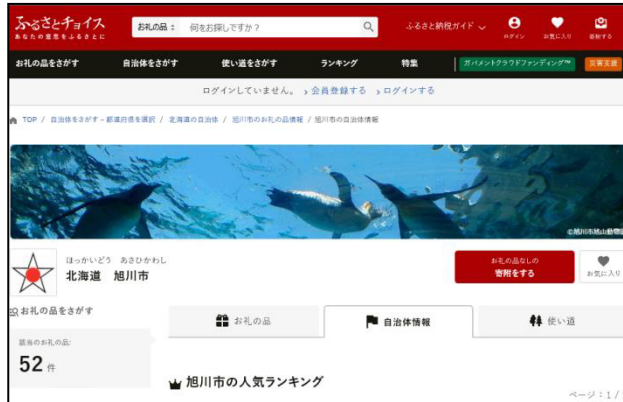 ふるさとチョイス
あなたの意思をふるさとに
お礼の品
何をお探しですか？
ふるさと納税ガイド
ログイン
お気に入り
寄附する
お礼の品をさがす
自治体をさがす
使い道をさがす
ランキング
特集
ガバメントクラウドファンディング™
災害支援
ログインしていません。 会員登録する ログインする
TOP / 自治体をさがす - 都道府県を選択 / 北海道の自治体 / 旭川市のお礼の品情報 / 旭川市の自治体情報
©旭川市旭山動物園
ほっかいどう あさひかわし
北海道 旭川市
お礼の品なしの
寄附をする
お気に入り
お礼の品をさがす
お礼の品
自治体情報
使い道
該当のお礼の品:
52 件
旭川市の人気ランキング
ページ：1 /